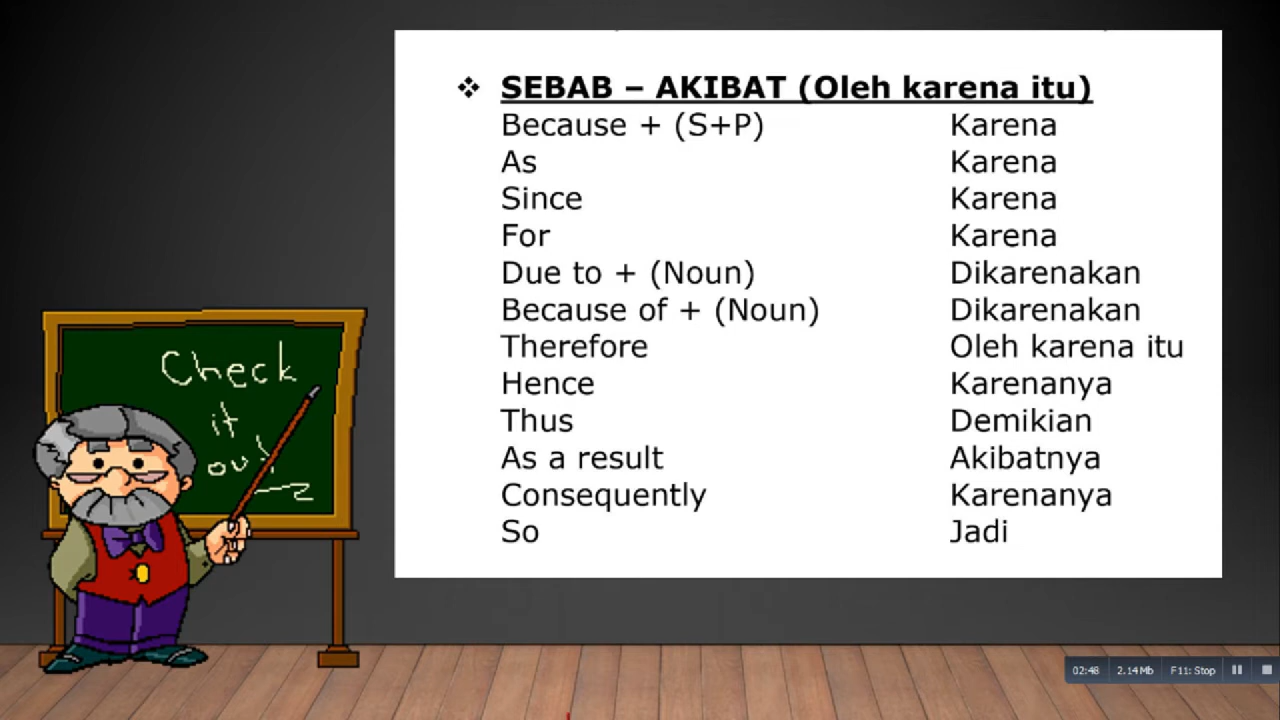 ❖ SEBAB – AKIBAT (Oleh karena itu)
Because + (S+P) Karena
As Karena
Since Karena
For Karena
Due to + (Noun) Dikarenakan
Because of + (Noun) Dikarenakan
Therefore Oleh karena itu
Hence Karenanya
Thus Demikian
As a result Akibatnya
Consequently Karenanya
So Jadi
Check
it
out
02:48 2.14Mb F11: Stop